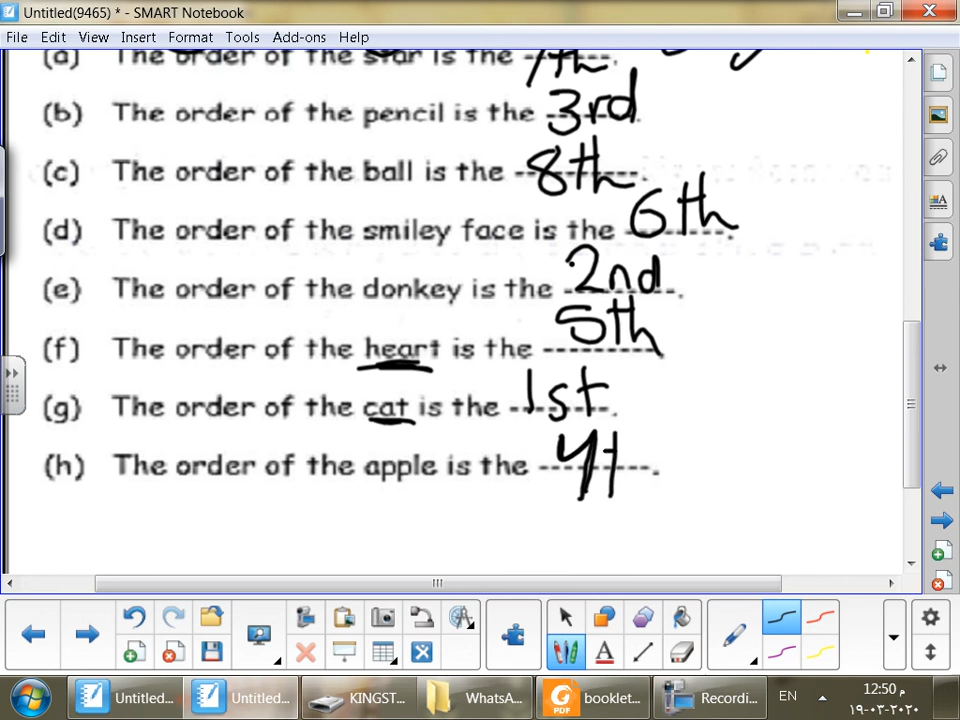 Untitled(9465) * - SMART Notebook
File Edit View Insert Format Tools Add-ons Help
(a) The order of the star is the 7th.
(b) The order of the pencil is the 3rd.
(c) The order of the ball is the 8th.
(d) The order of the smiley face is the 6th.
(e) The order of the donkey is the 2nd.
(f) The order of the heart is the 5th
(g) The order of the cat is the 1st.
(h) The order of the apple is the 4t.
Untitled... Untitled... KINGST... WhatsA... booklet... Recordi... EN 12:50 م
١٩-٠٣-٢٠٢٠